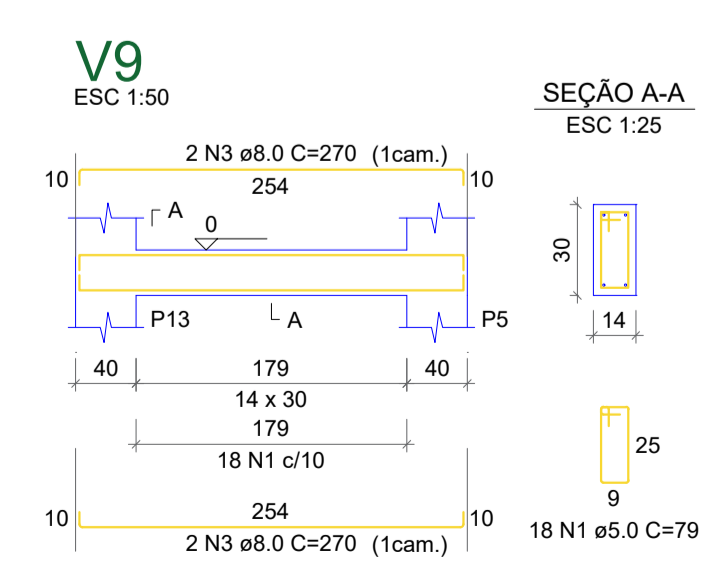 V9
ESC 1:50
SEÇÃO A-A
ESC 1:25
2 N3 ø8.0 C=270 (1cam.)
10
254
10
A
0
30
P13
A
P5
14
40
179
40
14 x 30
179
18 N1 c/10
25
9
18 N1 ø5.0 C=79
10
254
10
2 N3 ø8.0 C=270 (1cam.)